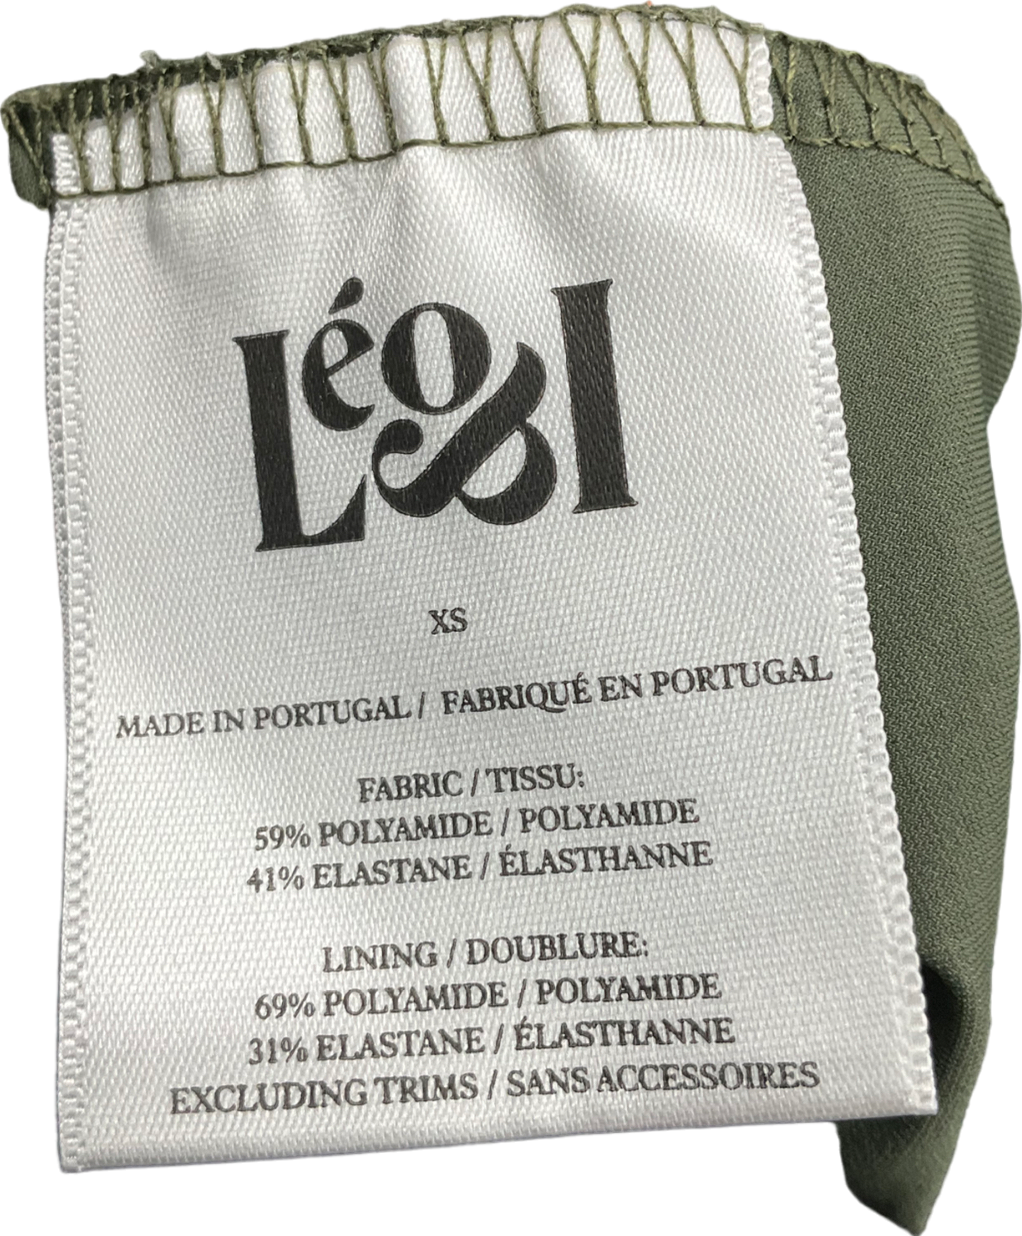 Léo&I
XS
MADE IN PORTUGAL / FABRIQUÉ EN PORTUGAL
FABRIC / TISSU:
59% POLYAMIDE / POLYAMIDE
41% ELASTANE / ÉLASTHANNE
LINING / DOUBLURE:
69% POLYAMIDE / POLYAMIDE
31% ELASTANE / ÉLASTHANNE
EXCLUDING TRIMS / SANS ACCESSOIRES